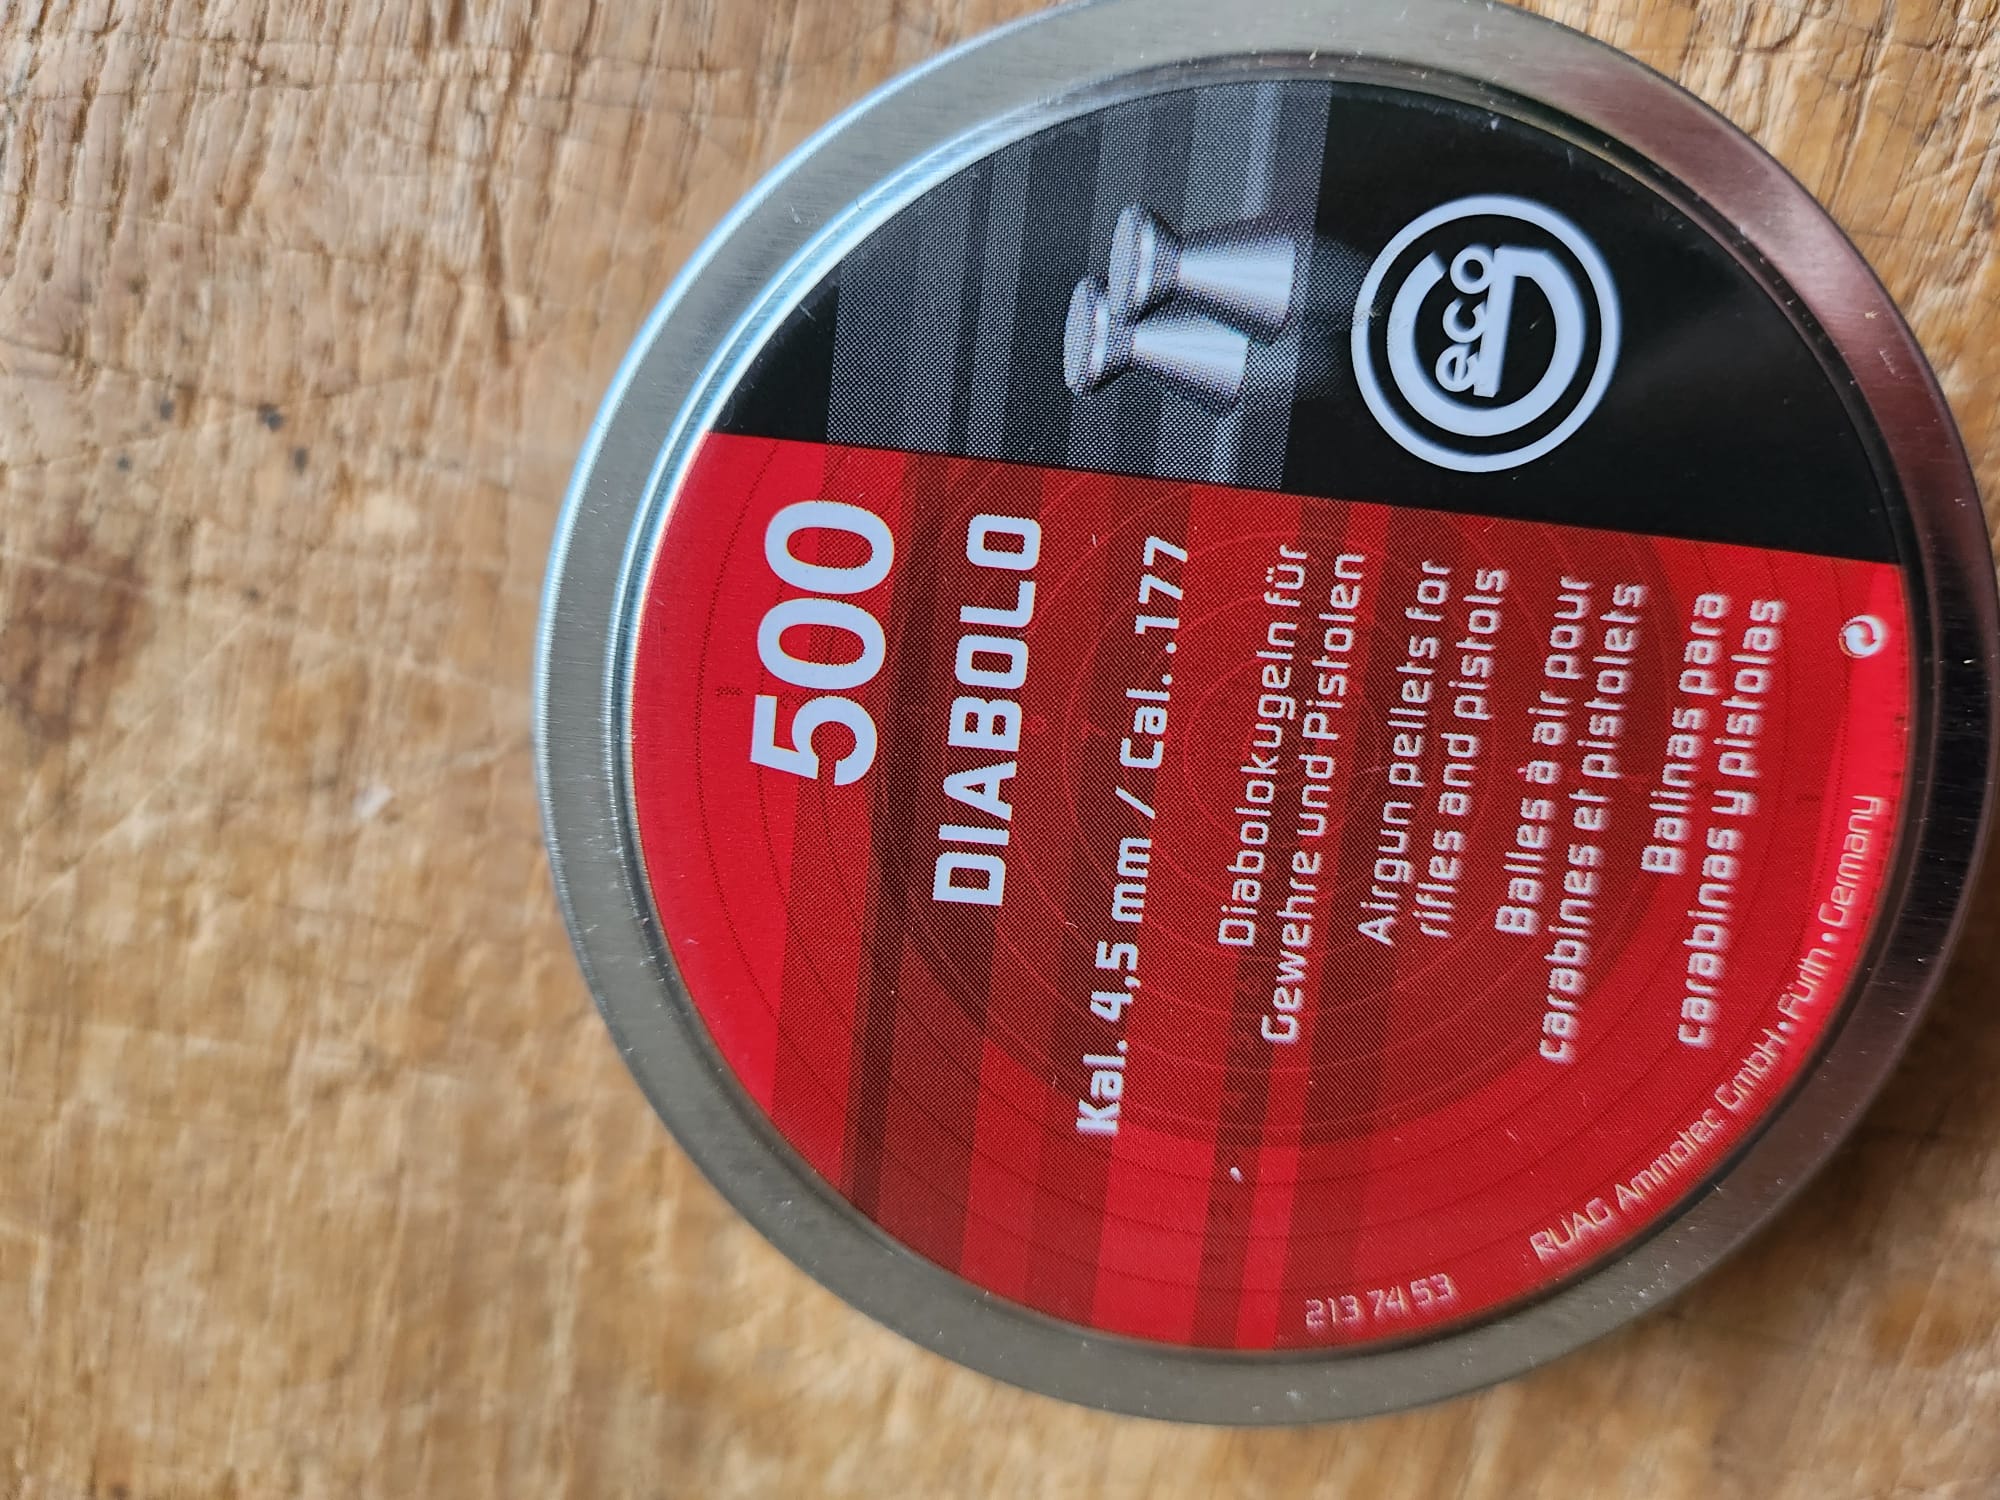 Geco
500
DIABOLO
Kal. 4,5 mm / Cal. .177
Diabolokugeln für
Gewehre und Pistolen
Airgun pellets for
rifles and pistols
Balles à air pour
carabines et pistolets
Balinas para
carabinas y pistolas
213 74 53
RUAG Ammotec GmbH • Fürth • Germany